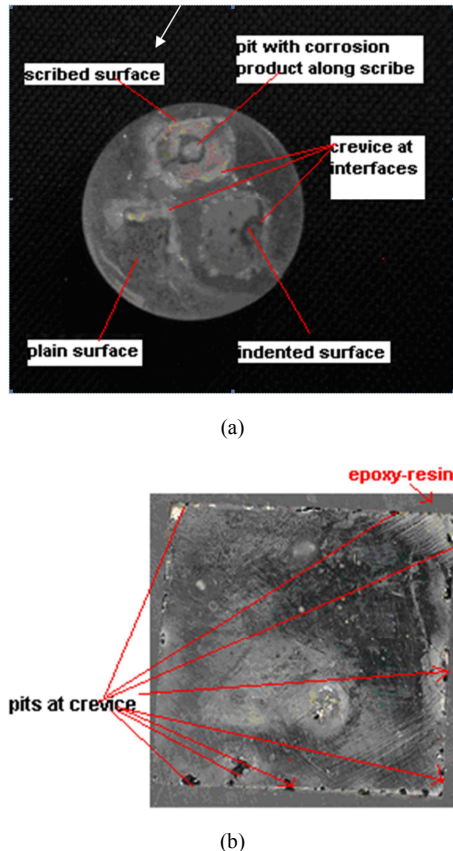 pit with corrosion
product along scribe
scribed surface
crevice at
interfaces
plain surface
indented surface
(a)
epoxy-resin
pits at crevice
(b)